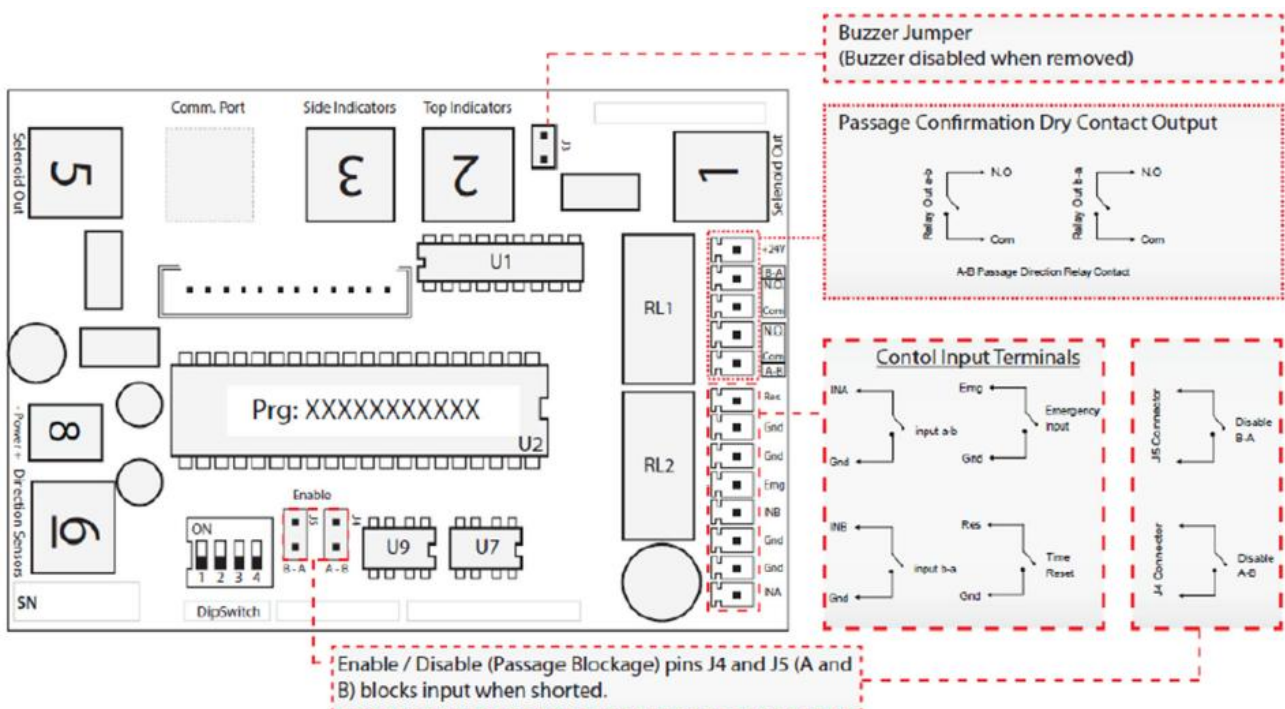 Buzzer Jumper
(Buzzer disabled when removed)
Passage Confirmation Dry Contact Output
Relay Out a-b
N.O
Com
Relay Out b-a
N.O
Com
A-B Passage Direction Relay Contact
Comm. Port
Side Indicators
Top Indicators
J3
Selenoid Out
5
3
2
1
Selenoid Out
U1
RL1
+24V
B-A
N.O.
Com
N.O.
Com
A-B
Prg: XXXXXXXXXXX
U2
- Power +
8
RL2
Res
Gnd
Gnd
Emg
INB
Gnd
Gnd
INA
Direction Sensors
6
Enable
J5
J4
B - A
A - B
ON
1 2 3 4
DipSwitch
U9
U7
SN
Contol Input Terminals
INA
input a-b
Gnd
Emg
Emergency
Input
Gnd
INB
input b-a
Gnd
Res
Time
Reset
Gnd
J5 Connector
Disable
B-A
J4 Connector
Disable
A-B
Enable / Disable (Passage Blockage) pins J4 and J5 (A and
B) blocks input when shorted.